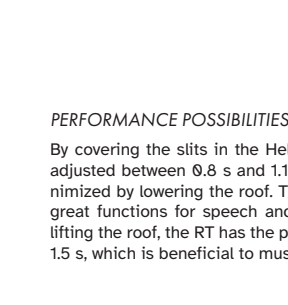 PERFORMANCE POSSIBILITIES
By covering the slits in the
adjusted between 0.8 s and
nimized by lowering the roof.
great functions for speech and
lifting the roof, the RT has the
1.5 s, which is beneficial to